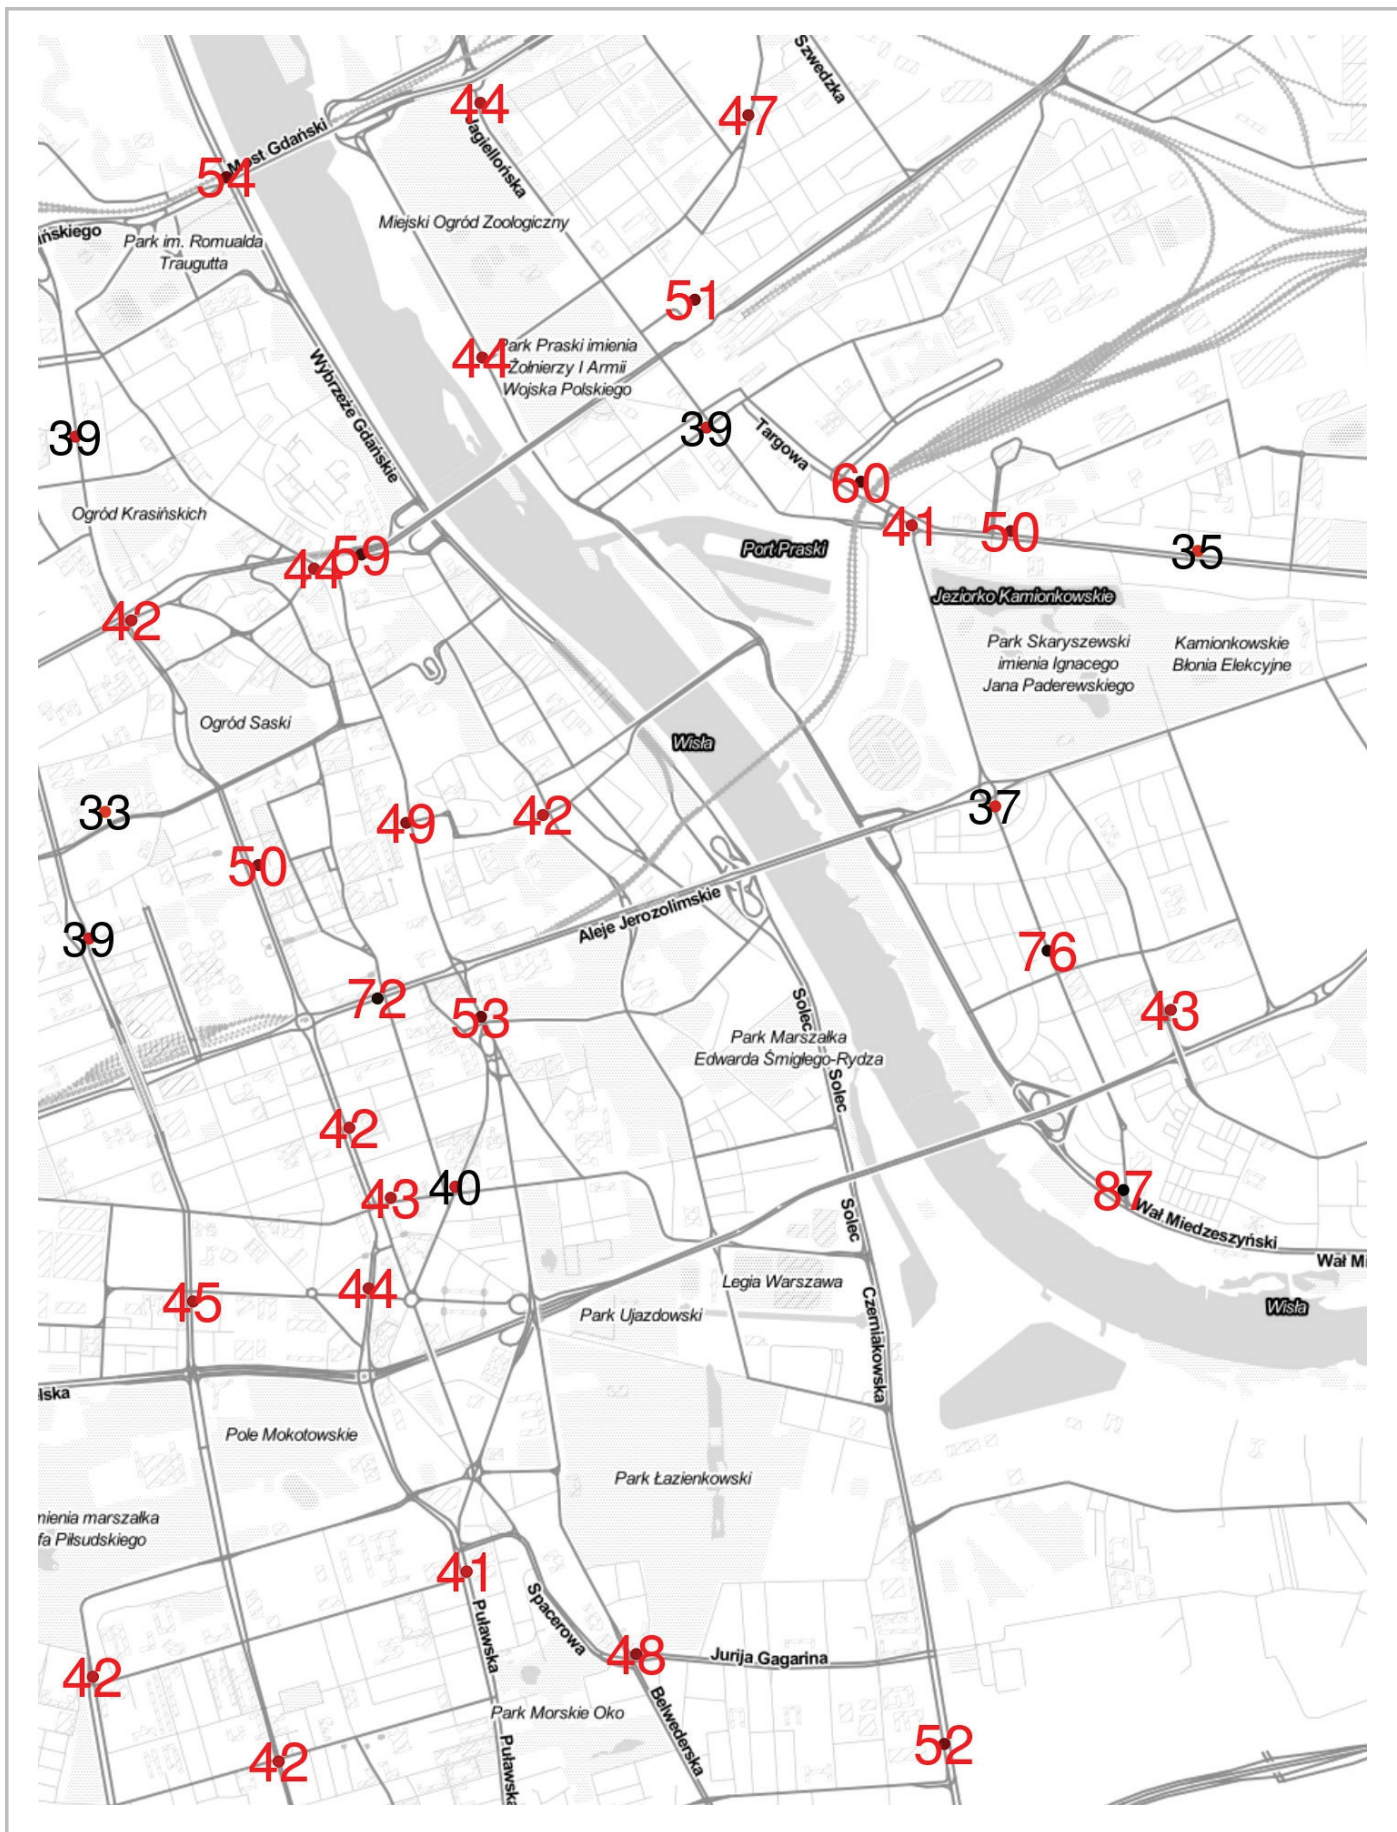 Szwedzka
44
47
Jagiellońska
Most Gdański
54
Miejski Ogród Zoologiczny
ińskiego
Park im. Romualda
Traugutta
51
Park Praski imienia
Żołnierzy I Armii
Wojska Polskiego
44
Wybrzeże Gdańskie
39
39
Targowa
60
Ogród Krasińskich
41
50
35
59
44
Port Praski
Jeziorko Kamionkowskie
42
Park Skaryszewski
imienia Ignacego
Jana Paderewskiego
Kamionkowskie
Błonia Elekcyjne
Ogród Saski
Wisła
33
49
42
37
50
Aleje Jerozolimskie
39
76
72
53
Solec
43
Park Marszałka
Edwarda Śmigłego-Rydza
Solec
42
43
40
87
Solec
Wał Miedzeszyński
Wał Mi
44
45
Legia Warszawa
Park Ujazdowski
Wisła
Czerniakowska
elska
Pole Mokotowskie
Park Łazienkowski
mienia marszałka
fa Piłsudskiego
41
Puławska
Spacerowa
48
Jurija Gagarina
42
Park Morskie Oko
Belwederska
Puławska
42
52